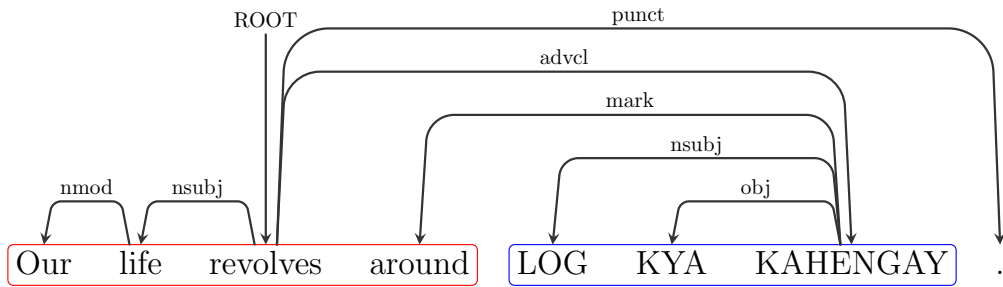 punct
ROOT
advcl
mark
nsubj
obj
nmod nsubj
Our life revolves around LOG KYA KAHENGAY .